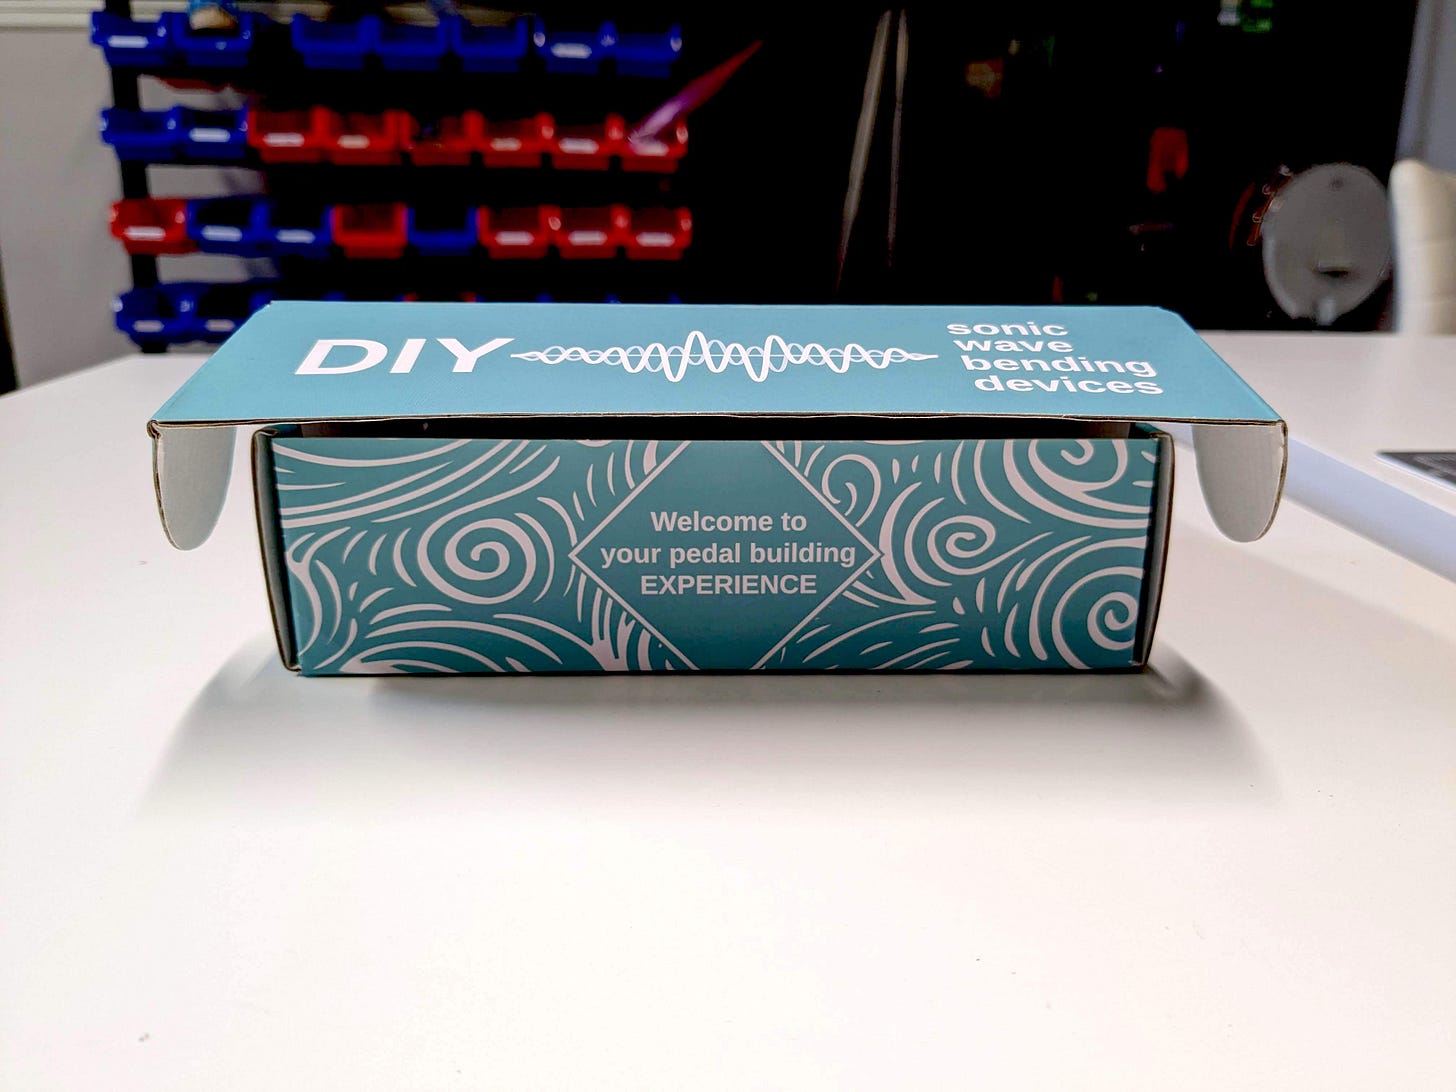 DIY
sonic
wave
bending
devices
Welcome to
your pedal building
EXPERIENCE